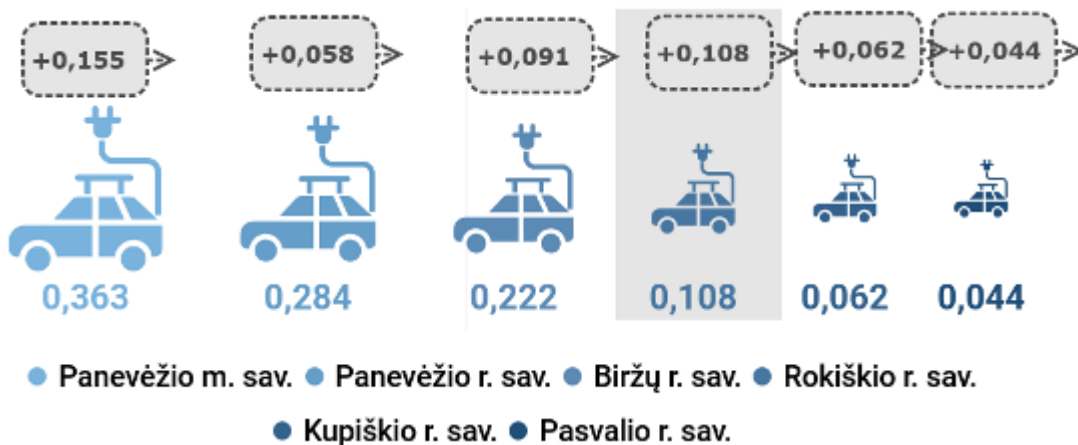 +0,155 +0,058 +0,091 +0,108 +0,062 +0,044
0,363 0,284 0,222 0,108 0,062 0,044
Panevėžio m. sav. Panevėžio r. sav. Biržų r. sav. Rokiškio r. sav.
Kupiškio r. sav. Pasvalio r. sav.